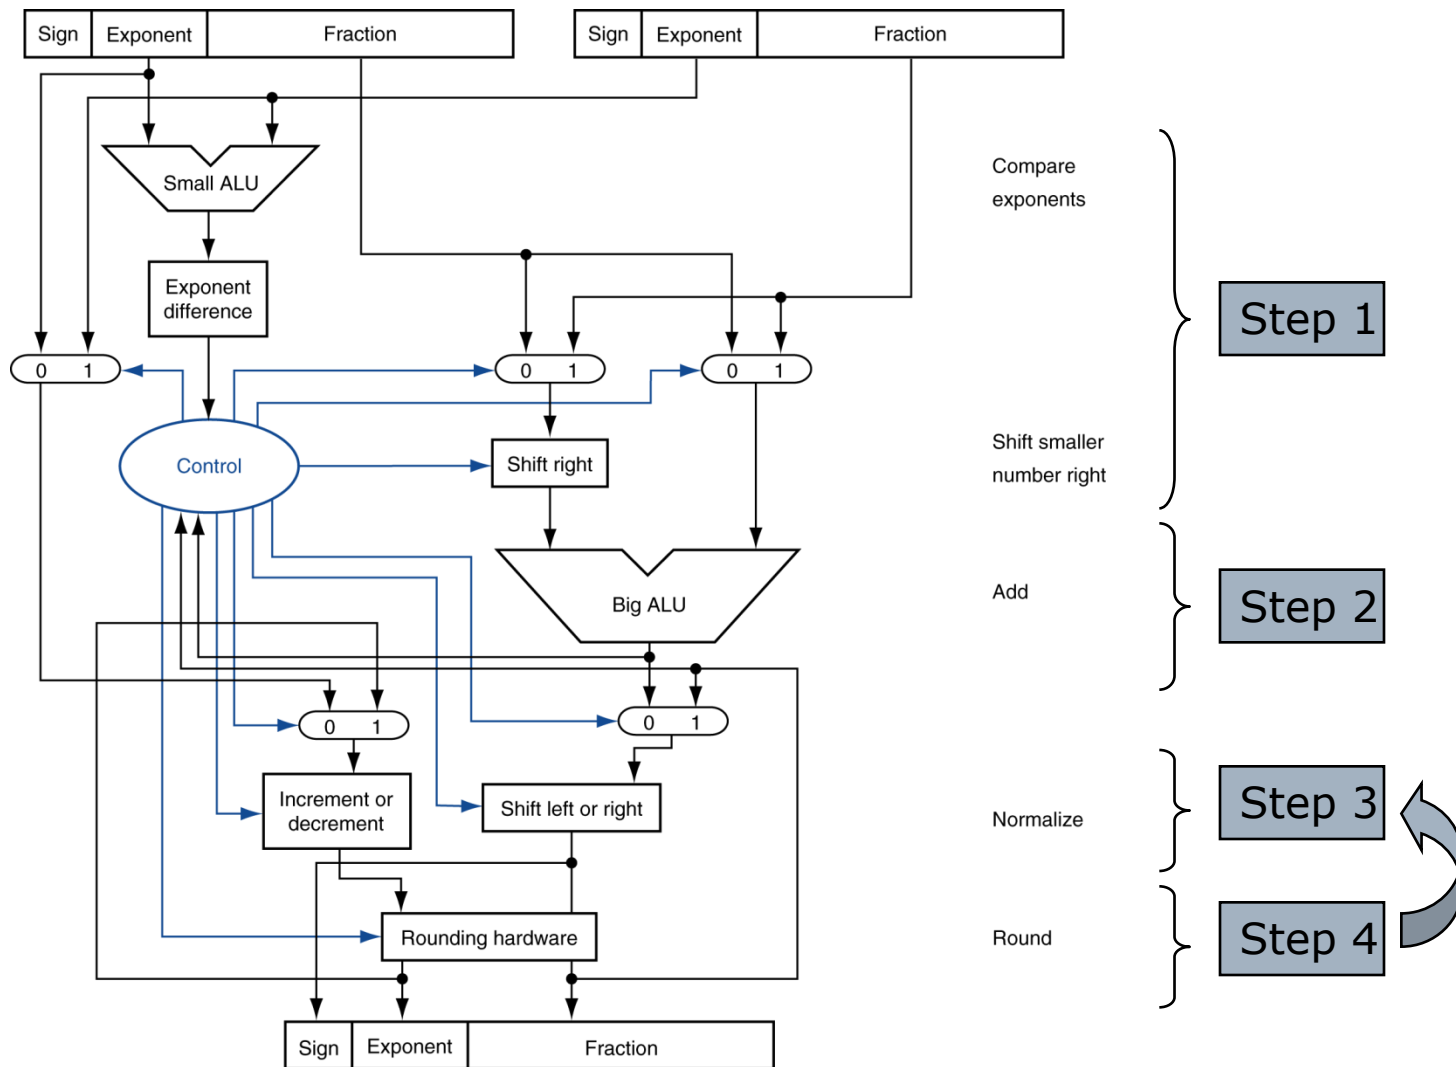 Sign Exponent Fraction
Sign Exponent Fraction
Small ALU
Compare
exponents
Exponent
difference
Step 1
0 1
0 1
0 1
Control
Shift right
Shift smaller
number right
Big ALU
Add
Step 2
0 1
0 1
Increment or
decrement
Shift left or right
Normalize
Step 3
Rounding hardware
Round
Step 4
Sign Exponent Fraction